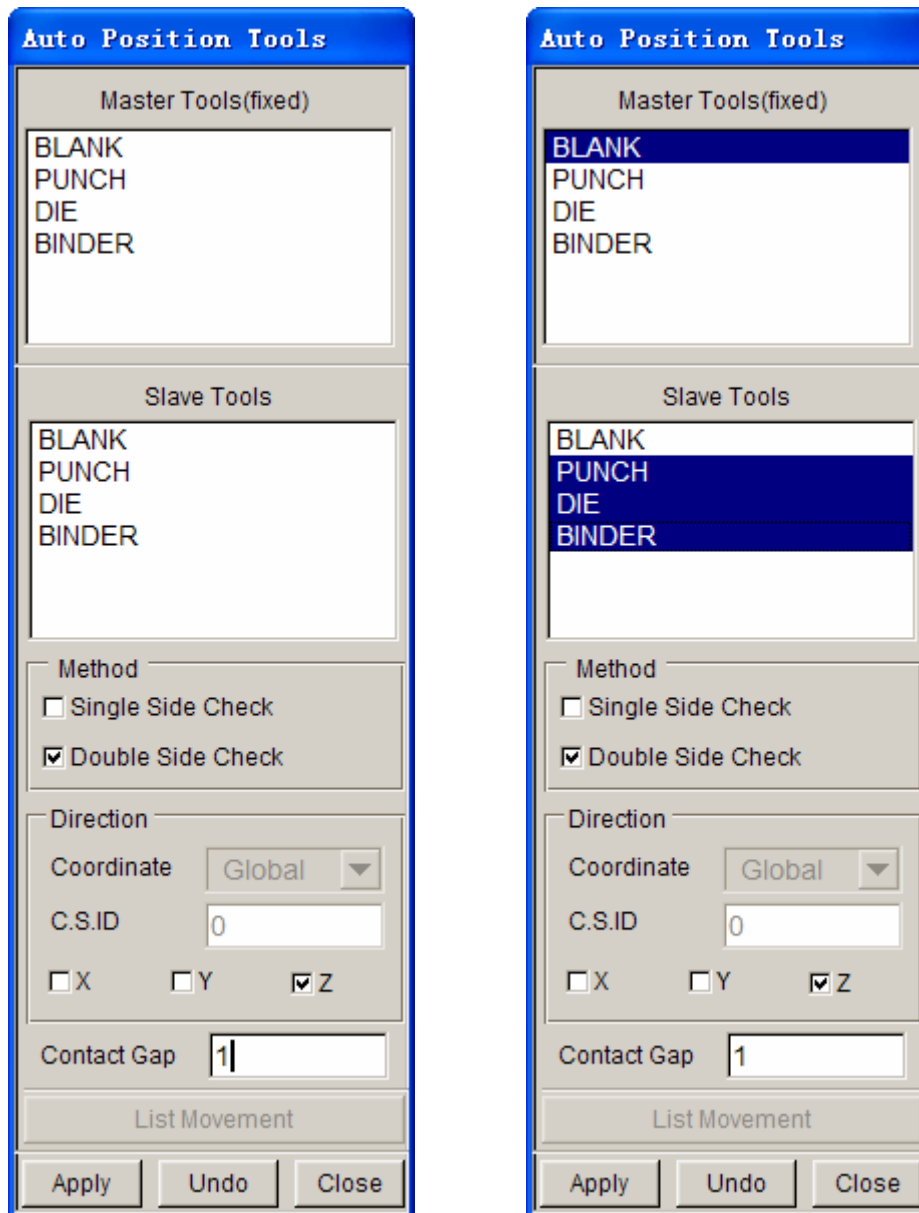 Auto Position Tools
Master Tools(fixed)
BLANK
PUNCH
DIE
BINDER
Slave Tools
BLANK
PUNCH
DIE
BINDER
Method
Single Side Check
Double Side Check
Direction
Coordinate Global
C.S.ID 0
X Y Z
Contact Gap 1
List Movement
Apply Undo Close
Auto Position Tools
Master Tools(fixed)
BLANK
PUNCH
DIE
BINDER
Slave Tools
BLANK
PUNCH
DIE
BINDER
Method
Single Side Check
Double Side Check
Direction
Coordinate Global
C.S.ID 0
X Y Z
Contact Gap 1
List Movement
Apply Undo Close